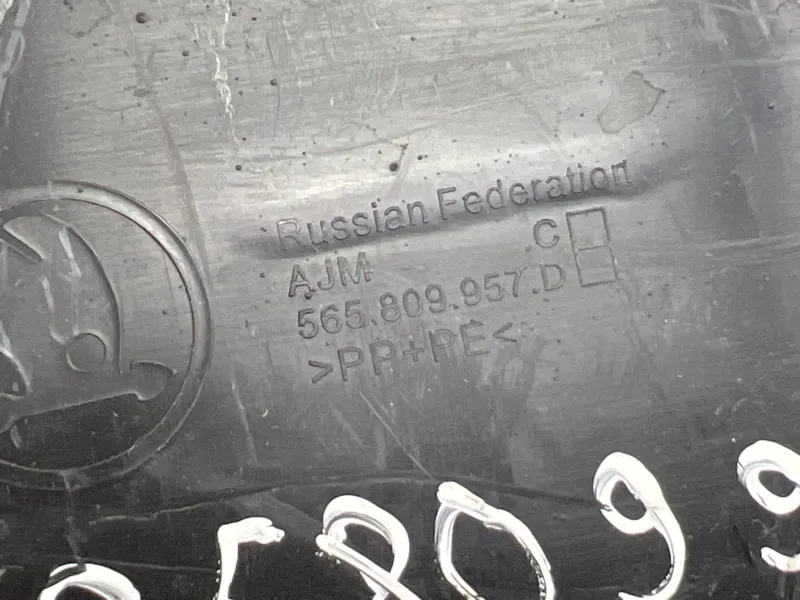 Russian Federation
AJM C
565.809.957.D
>PP+PE<